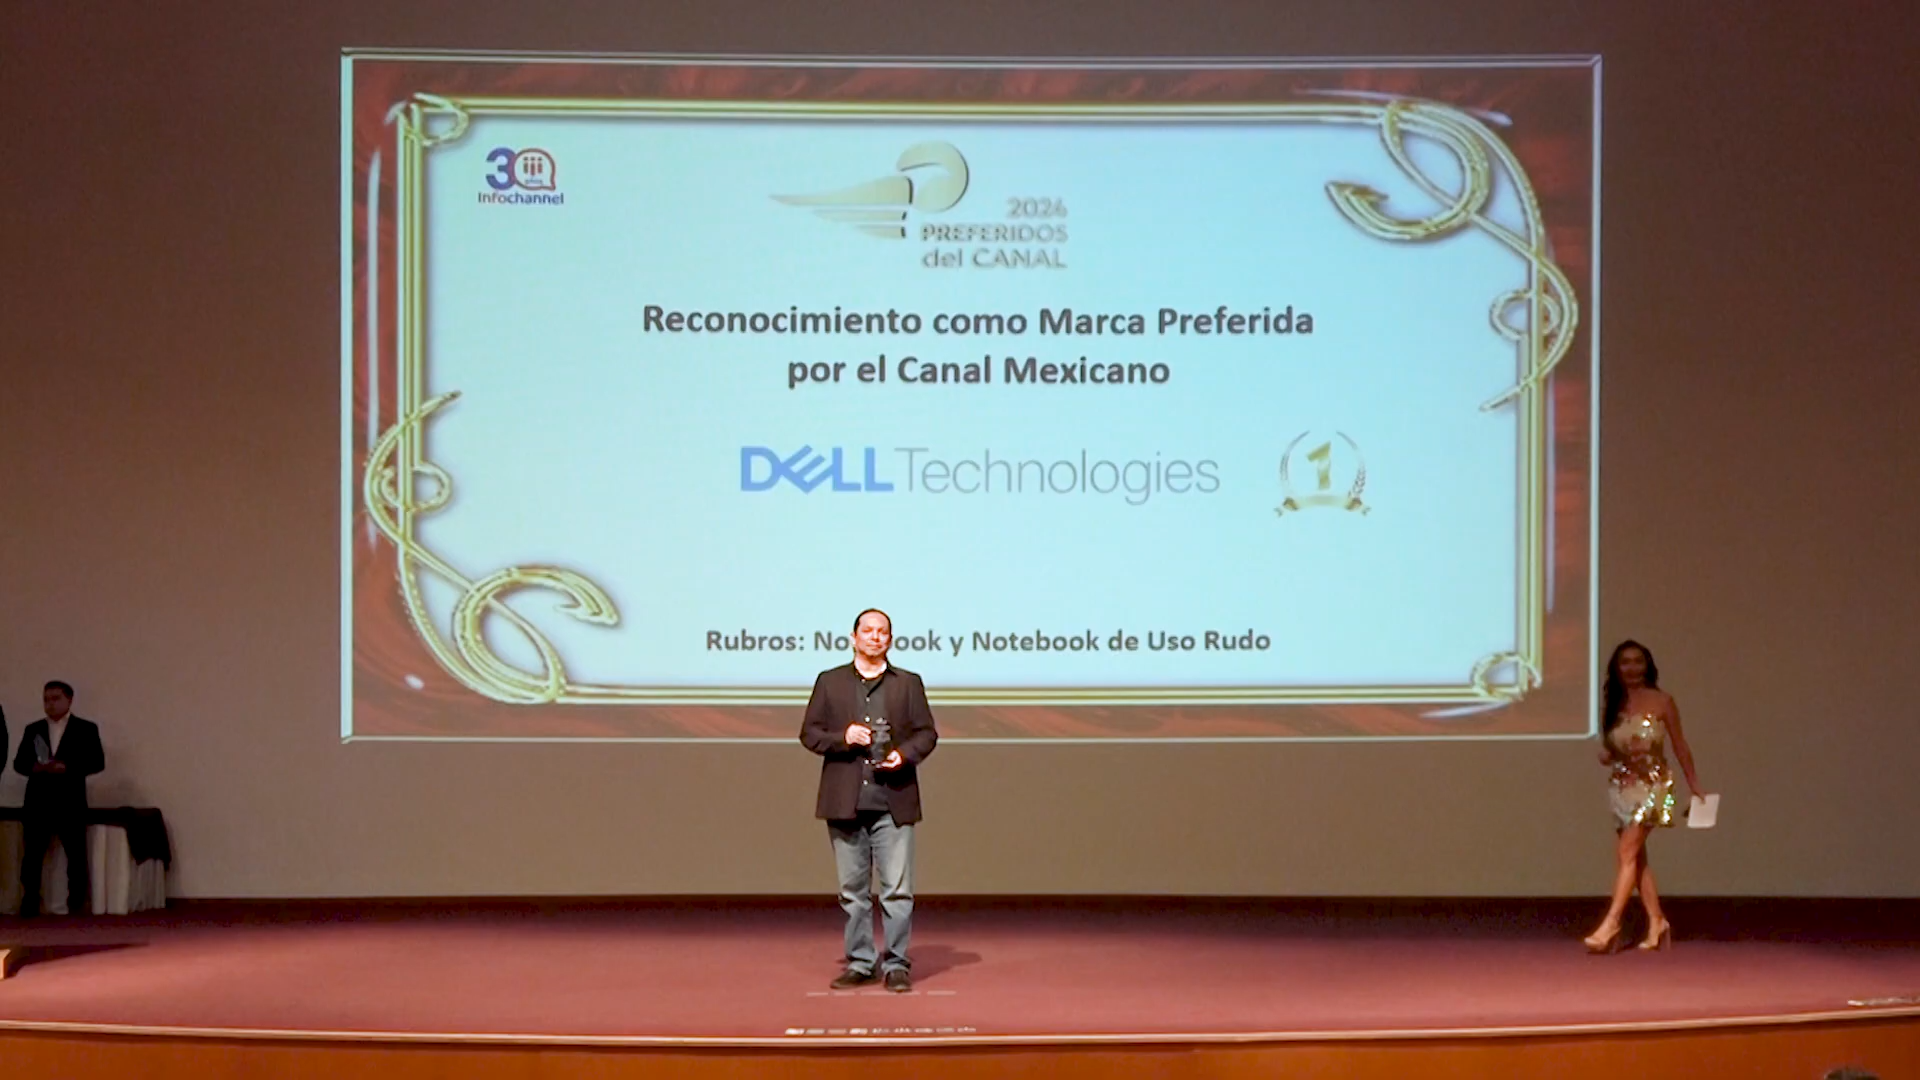 30
años
Infochannel
2024
PREFERIDOS
del CANAL
Reconocimiento como Marca Preferida
por el Canal Mexicano
DELL Technologies
1
Rubros: No ook y Notebook de Uso Rudo